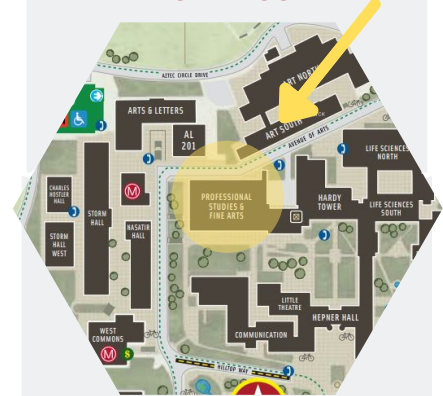 AZTEC CIRCLE DRIVE
ART NORTH
ARTS & LETTERS
AL
201
ART SOUTH
AVENUE OF ARTS
LIFE SCIENCES
NORTH
CHARLES
HOSTLER
HALL
M
PROFESSIONAL
STUDIES &
FINE ARTS
HARDY
TOWER
LIFE SCIENCES
SOUTH
STORM
HALL
NASATIR
HALL
STORM
HALL
WEST
LITTLE
THEATRE
HEPNER HALL
WEST
COMMONS
COMMUNICATION
M
$
HILLTOP WAY